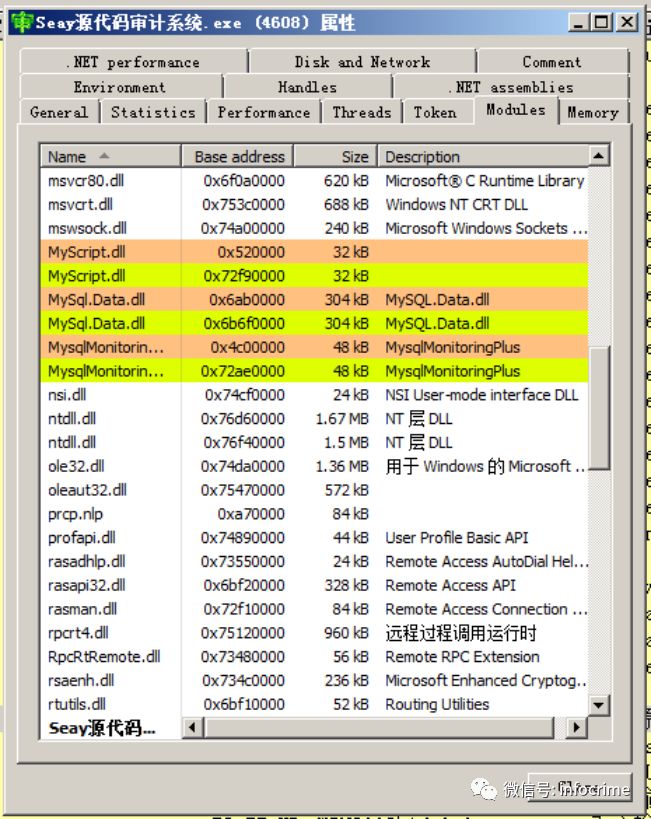 Seay源代码审计系统.exe (4608) 属性
.NET performance Disk and Network Comment
Environment Handles .NET assemblies
General Statistics Performance Threads Token Modules Memory
Name Base address Size Description
msvcr80.dll 0x6f0a0000 620 kB Microsoft® C Runtime Library
msvcrt.dll 0x753c0000 688 kB Windows NT CRT DLL
mswsock.dll 0x74a00000 240 kB Microsoft Windows Sockets ...
MyScript.dll 0x520000 32 kB
MyScript.dll 0x72f90000 32 kB
MySql.Data.dll 0x6ab0000 304 kB MySQL.Data.dll
MySql.Data.dll 0x6b6f0000 304 kB MySQL.Data.dll
MysqlMonitorin... 0x4c00000 48 kB MysqlMonitoringPlus
MysqlMonitorin... 0x72ae0000 48 kB MysqlMonitoringPlus
nsi.dll 0x74cf0000 24 kB NSI User-mode interface DLL
ntdll.dll 0x76d60000 1.67 MB NT 层 DLL
ntdll.dll 0x76f40000 1.5 MB NT 层 DLL
ole32.dll 0x74da0000 1.36 MB 用于 Windows 的 Microsoft ...
oleaut32.dll 0x75470000 572 kB
prcp.nlp 0xa70000 84 kB
profapi.dll 0x74890000 44 kB User Profile Basic API
rasadhlp.dll 0x73550000 24 kB Remote Access AutoDial Hel...
rasapi32.dll 0x6bf20000 328 kB Remote Access API
rasman.dll 0x72f10000 84 kB Remote Access Connection ...
rpcrt4.dll 0x75120000 960 kB 远程过程调用运行时
RpcRtRemote.dll 0x73480000 56 kB Remote RPC Extension
rsaenh.dll 0x734c0000 236 kB Microsoft Enhanced Cryptog...
rtutils.dll 0x6bf10000 52 kB Routing Utilities
Seay源代码...
微信号: infocrime